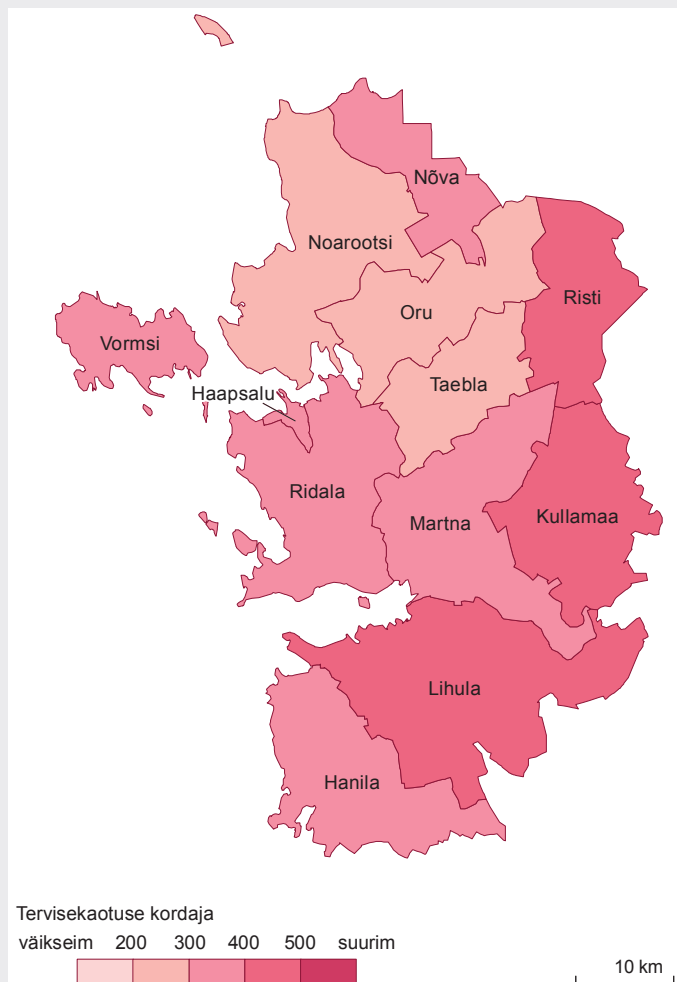 Nõva
Noarootsi
Risti
Oru
Vormsi
Taebla
Haapsalu
Ridala
Martna
Kullamaa
Lihula
Hanila
Tervisekaotuse kordaja
väikseim 200 300 400 500 suurim
10 km